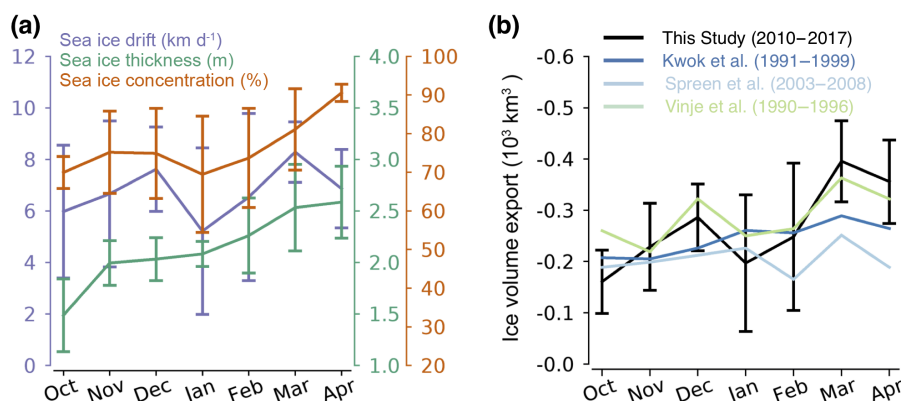 (a)
Sea ice drift (km d⁻¹)
Sea ice thickness (m)
Sea ice concentration (%)
12
10
8
6
4
2
0
4.0
3.5
3.0
2.5
2.0
1.5
1.0
100
90
80
70
60
50
40
30
20
Oct Nov Dec Jan Feb Mar Apr
(b)
This Study (2010–2017)
Kwok et al. (1991–1999)
Spreen et al. (2003–2008)
Vinje et al. (1990–1996)
Ice volume export (10³ km³)
-0.6
-0.5
-0.4
-0.3
-0.2
-0.1
-0.0
Oct Nov Dec Jan Feb Mar Apr